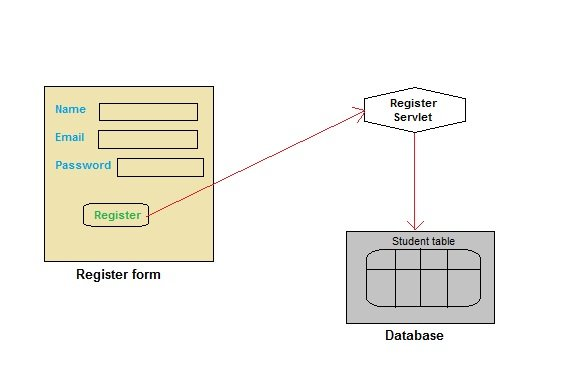 Name
Email
Password
Register
Register form
Register
Servlet
Student table
Database